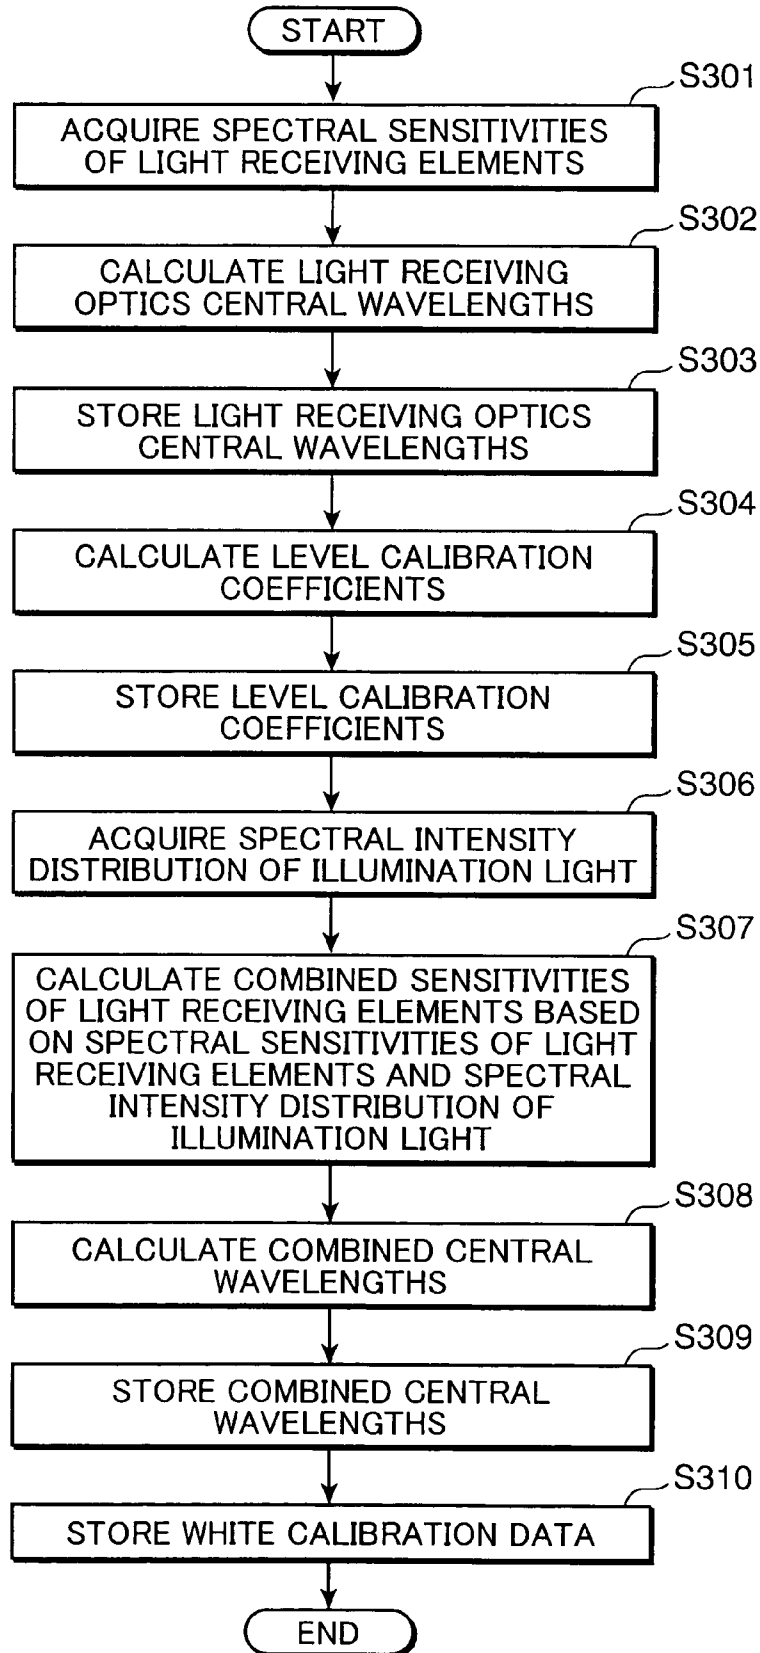 START
S301
ACQUIRE SPECTRAL SENSITIVITIES
OF LIGHT RECEIVING ELEMENTS
S302
CALCULATE LIGHT RECEIVING
OPTICS CENTRAL WAVELENGTHS
S303
STORE LIGHT RECEIVING OPTICS
CENTRAL WAVELENGTHS
S304
CALCULATE LEVEL CALIBRATION
COEFFICIENTS
S305
STORE LEVEL CALIBRATION
COEFFICIENTS
S306
ACQUIRE SPECTRAL INTENSITY
DISTRIBUTION OF ILLUMINATION LIGHT
S307
CALCULATE COMBINED SENSITIVITIES
OF LIGHT RECEIVING ELEMENTS BASED
ON SPECTRAL SENSITIVITIES OF LIGHT
RECEIVING ELEMENTS AND SPECTRAL
INTENSITY DISTRIBUTION OF
ILLUMINATION LIGHT
S308
CALCULATE COMBINED CENTRAL
WAVELENGTHS
S309
STORE COMBINED CENTRAL
WAVELENGTHS
S310
STORE WHITE CALIBRATION DATA
END